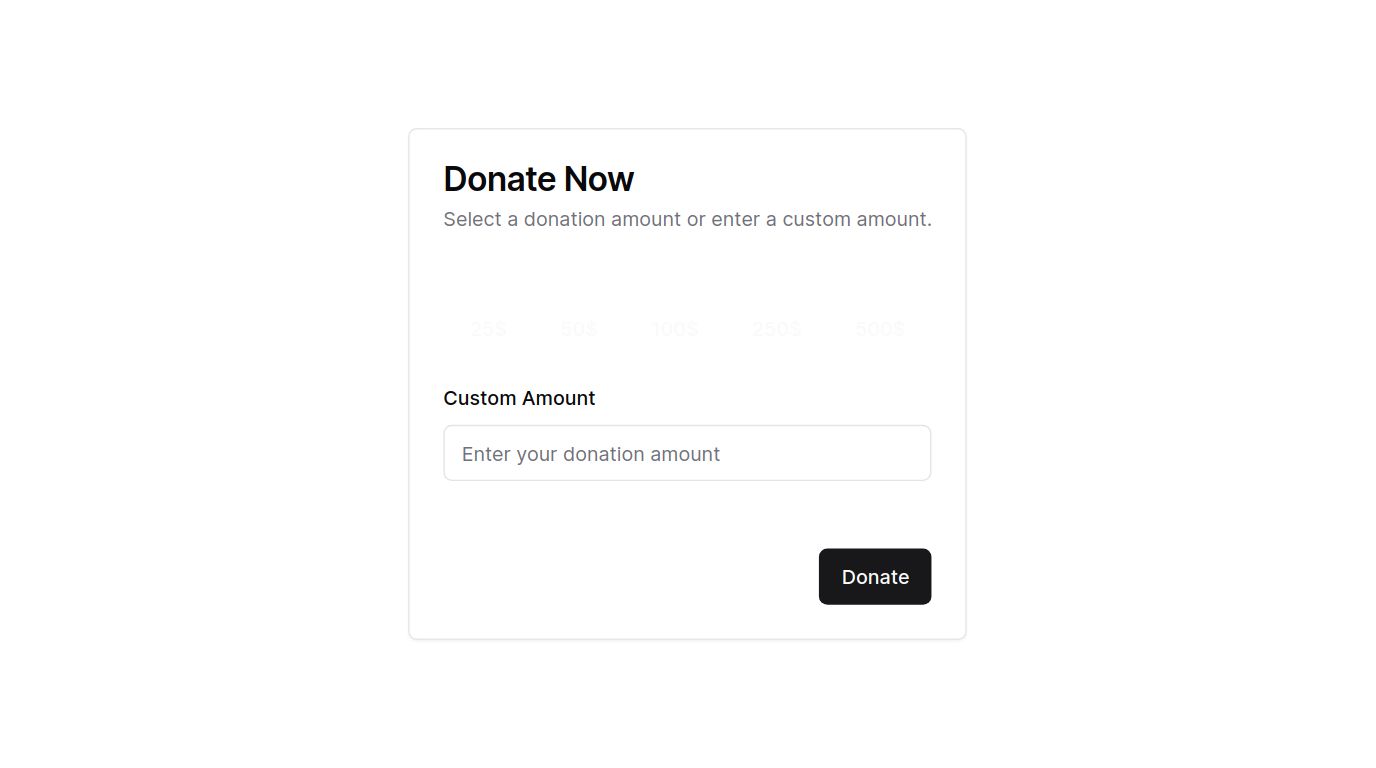 Donate Now
Select a donation amount or enter a custom amount.
25$ 50$ 100$ 250$ 500$
Custom Amount
Enter your donation amount
Donate